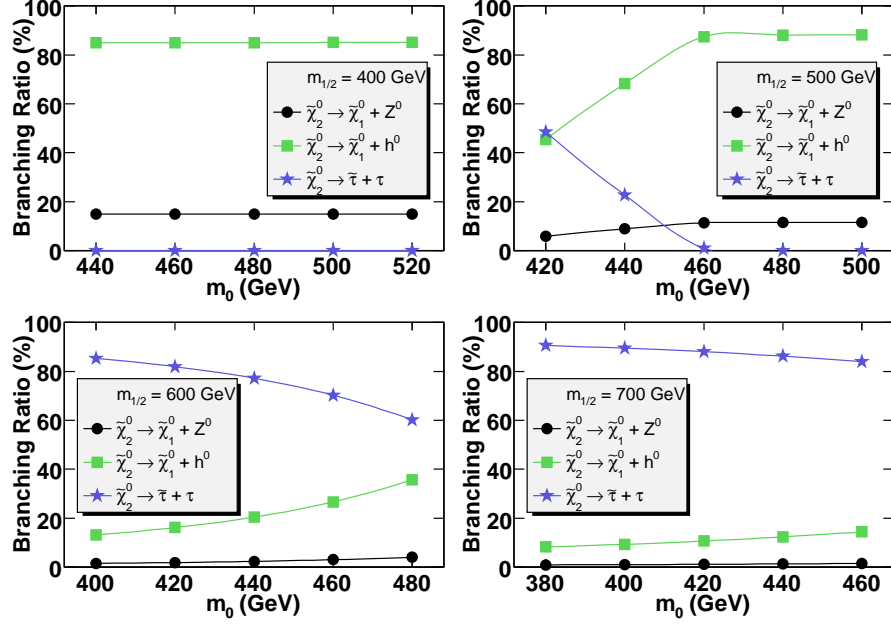 Branching Ratio (%)
100
80
60
40
20
0
m₁/₂ = 400 GeV
χ̃₂⁰ → χ̃₁⁰ + Z⁰
χ̃₂⁰ → χ̃₁⁰ + h⁰
χ̃₂⁰ → τ̃ + τ
440 460 480 500 520
m₀ (GeV)
Branching Ratio (%)
100
80
60
40
20
0
m₁/₂ = 500 GeV
χ̃₂⁰ → χ̃₁⁰ + Z⁰
χ̃₂⁰ → χ̃₁⁰ + h⁰
χ̃₂⁰ → τ̃ + τ
420 440 460 480 500
m₀ (GeV)
Branching Ratio (%)
100
80
60
40
20
0
m₁/₂ = 600 GeV
χ̃₂⁰ → χ̃₁⁰ + Z⁰
χ̃₂⁰ → χ̃₁⁰ + h⁰
χ̃₂⁰ → τ̃ + τ
400 420 440 460 480
m₀ (GeV)
Branching Ratio (%)
100
80
60
40
20
0
m₁/₂ = 700 GeV
χ̃₂⁰ → χ̃₁⁰ + Z⁰
χ̃₂⁰ → χ̃₁⁰ + h⁰
χ̃₂⁰ → τ̃ + τ
380 400 420 440 460
m₀ (GeV)